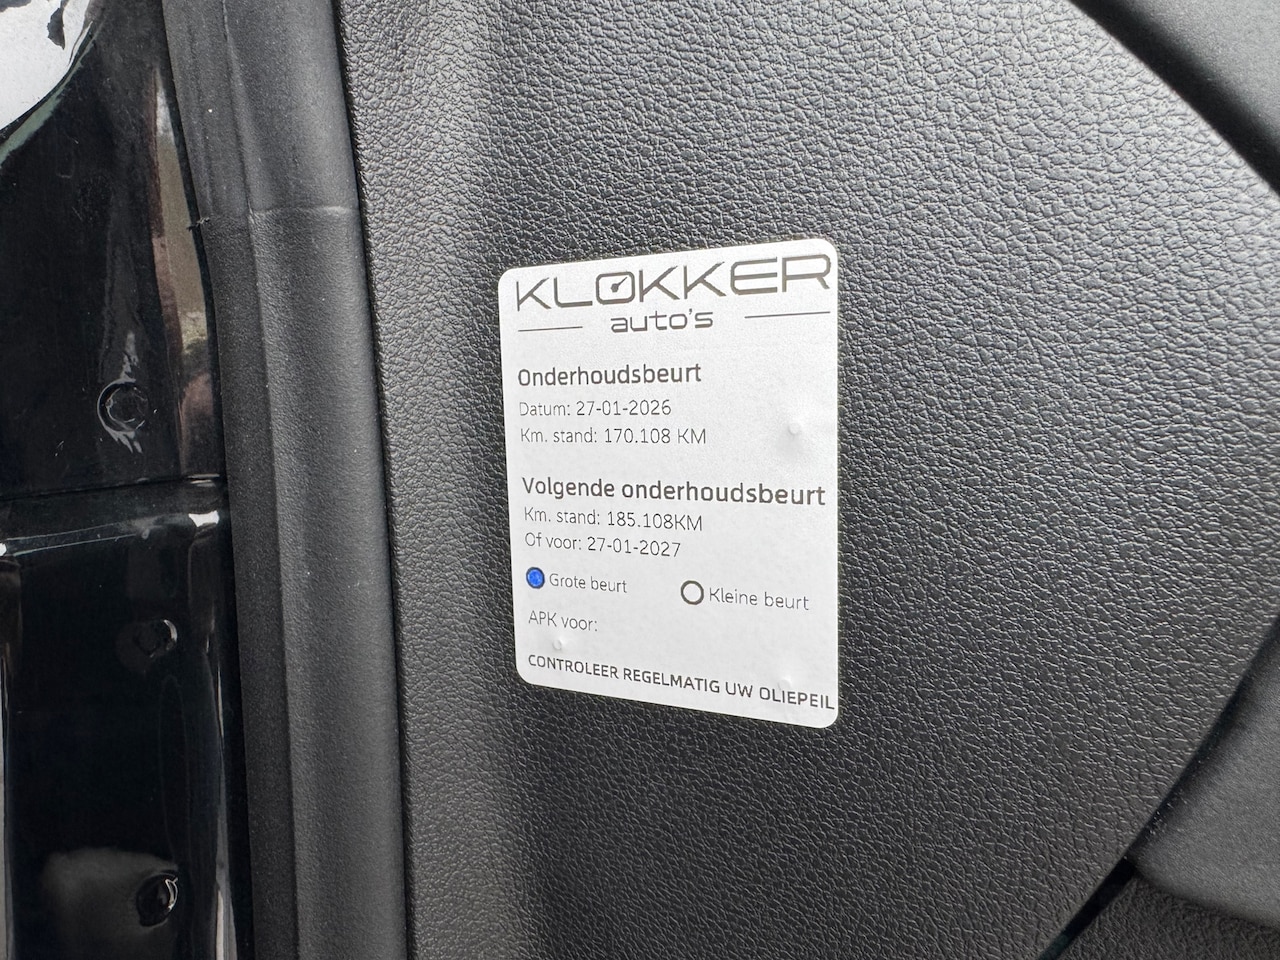 KLOKKER
auto's
Onderhoudsbeurt
Datum: 27-01-2026
Km. stand: 170.108 KM
Volgende onderhoudsbeurt
Km. stand: 185.108KM
Of voor: 27-01-2027
Grote beurt Kleine beurt
APK voor:
CONTROLEER REGELMATIG UW OLIEPEIL